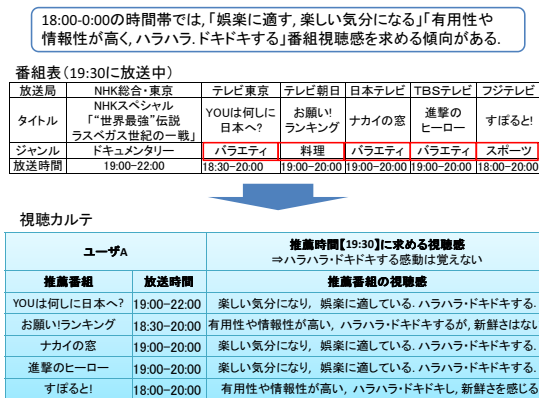 18:00-0:00の時間帯では,「娯楽に適す, 楽しい気分になる」「有用性や
情報性が高く, ハラハラ.ドキドキする」番組視聴感を求める傾向がある.
番組表(19:30に放送中)
放送局 NHK総合・東京 テレビ東京 テレビ朝日 日本テレビ TBSテレビ フジテレビ
タイトル NHKスペシャル 「“世界最強”伝説 ラスベガス世紀の一戦」 YOUは何しに日本へ? お願い!ランキング ナカイの窓 進撃のヒーロー すぽると!
ジャンル ドキュメンタリー バラエティ 料理 バラエティ バラエティ スポーツ
放送時間 19:00-22:00 18:30-20:00 19:00-20:00 19:00-20:00 19:00-20:00 18:00-20:00
視聴カルテ
ユーザA 推薦時間【19:30】に求める視聴感
⇒ハラハラ・ドキドキする感動は覚えない
推薦番組 放送時間 推薦番組の視聴感
YOUは何しに日本へ? 19:00-22:00 楽しい気分になり, 娯楽に適している. ハラハラ・ドキドキする.
お願い!ランキング 18:30-20:00 有用性や情報性が高い, ハラハラ・ドキドキするが, 新鮮さはない
ナカイの窓 19:00-20:00 楽しい気分になり, 娯楽に適している. ハラハラ・ドキドキする.
進撃のヒーロー 19:00-20:00 楽しい気分になり, 娯楽に適している. ハラハラ・ドキドキする.
すぽると! 18:00-20:00 有用性や情報性が高い, ハラハラ・ドキドキし, 新鮮さを感じる